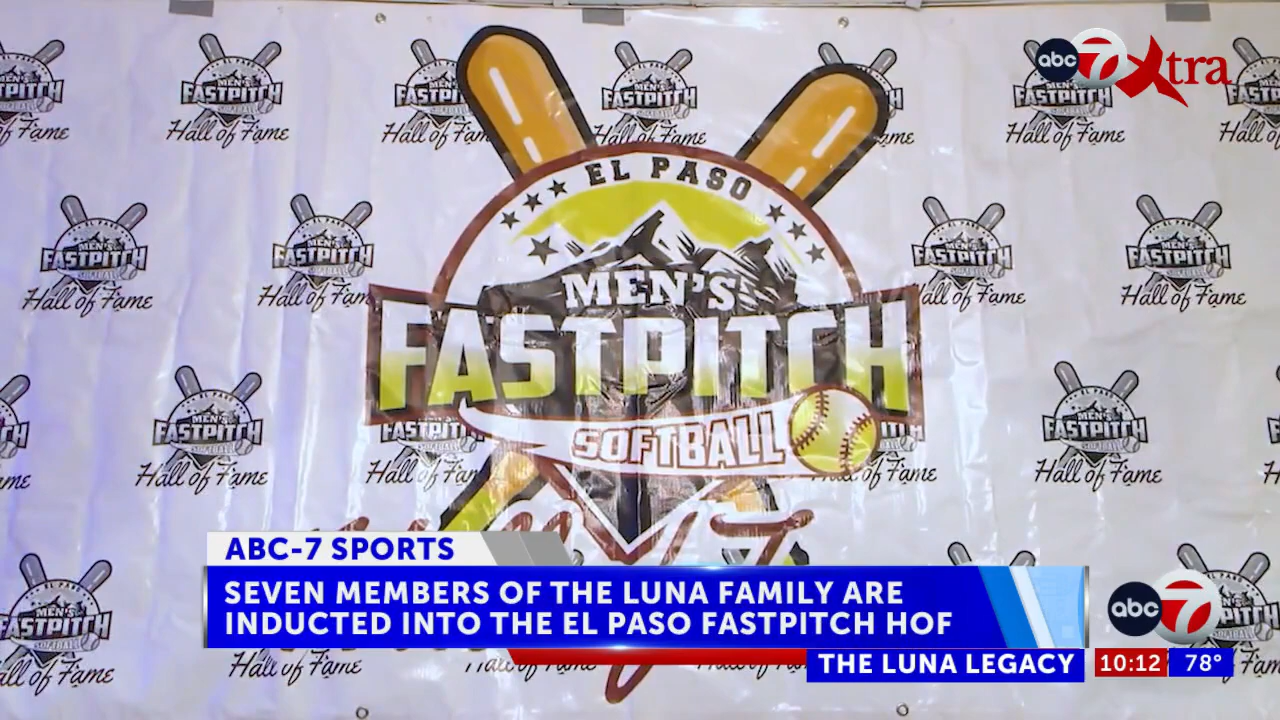 abc 7 Xtra
MEN'S
FASTPITCH
SOFTBALL
Hall of Fame
EL PASO
MEN'S
FASTPITCH
SOFTBALL
ABC-7 SPORTS
SEVEN MEMBERS OF THE LUNA FAMILY ARE
INDUCTED INTO THE EL PASO FASTPITCH HOF
THE LUNA LEGACY
abc 7
10:12 78°